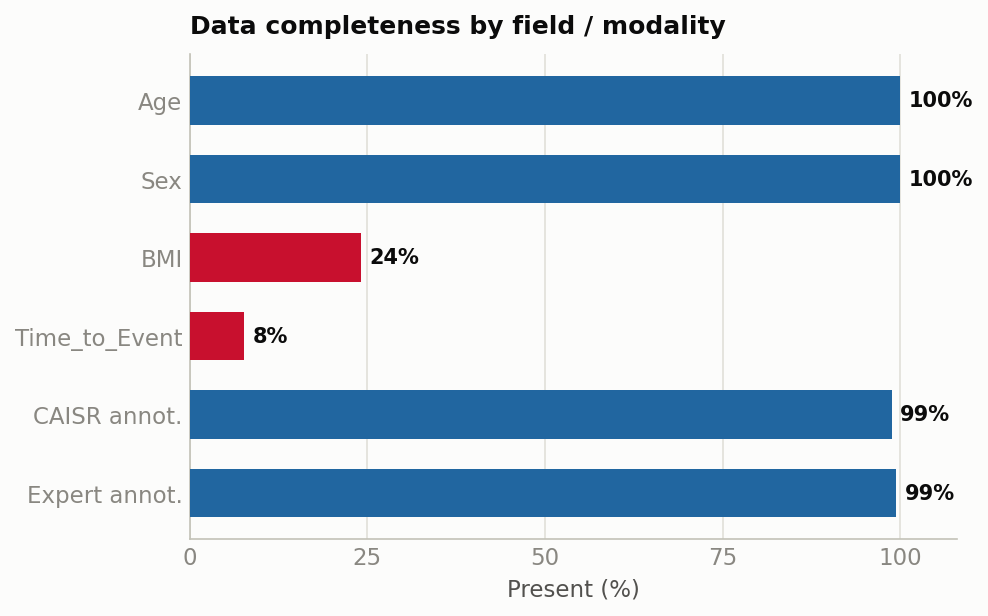 Data completeness by field / modality
Age 100%
Sex 100%
BMI 24%
Time_to_Event 8%
CAISR annot. 99%
Expert annot. 99%
0 25 50 75 100
Present (%)